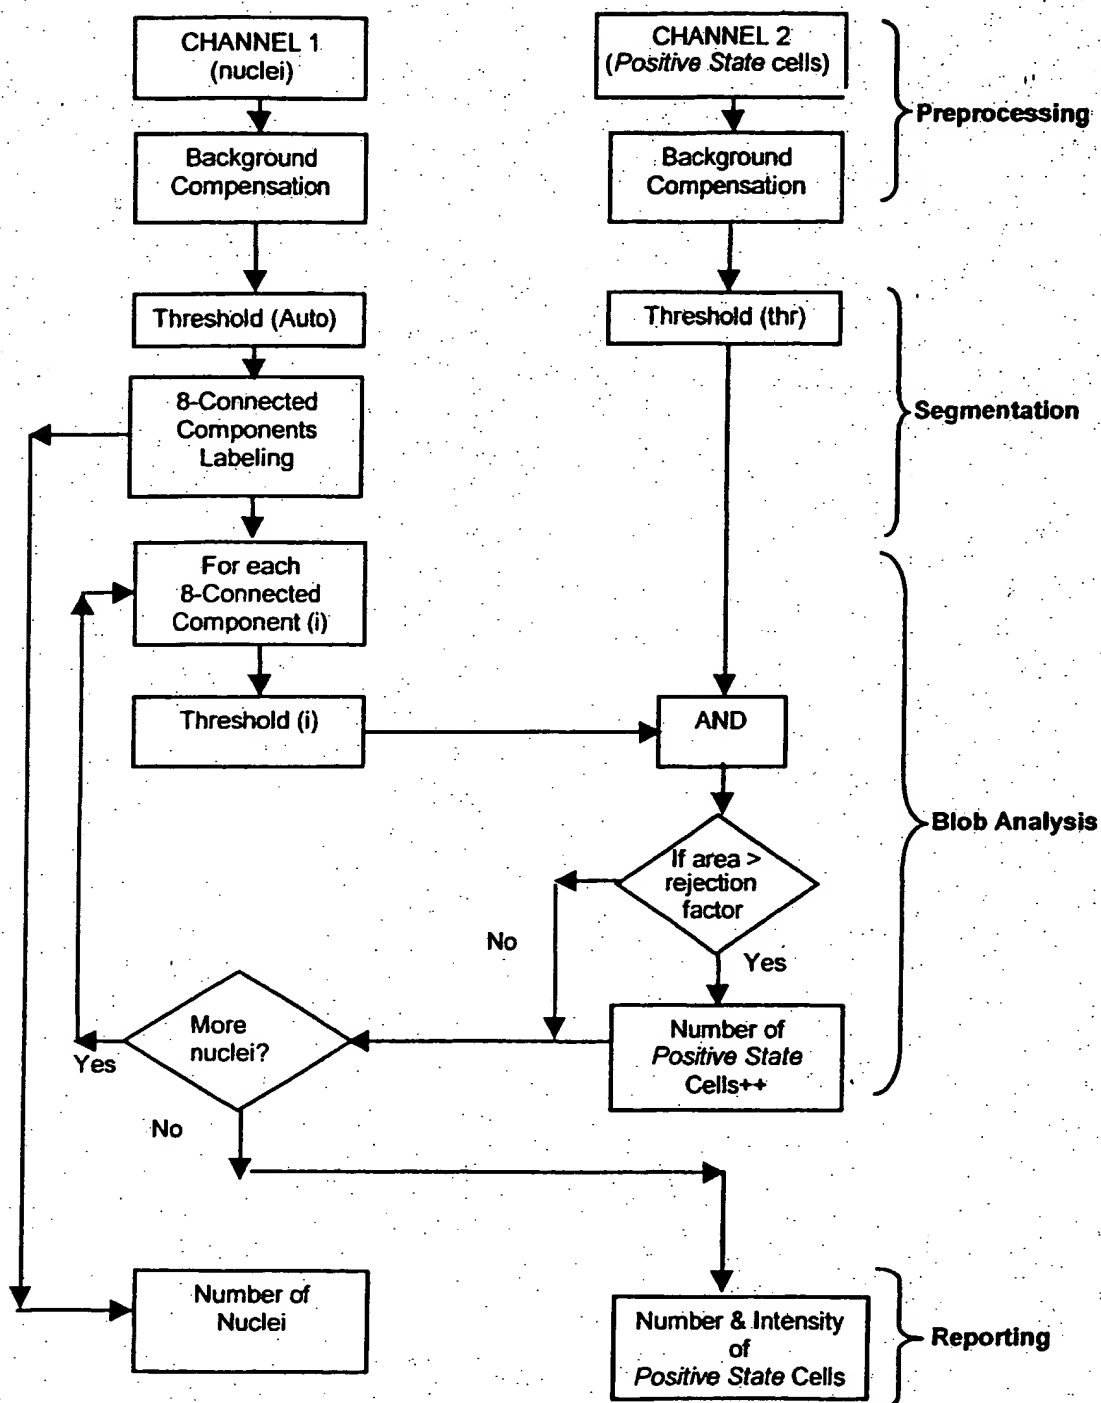 CHANNEL 1
(nuclei)
CHANNEL 2
(Positive State cells)
Preprocessing
Background
Compensation
Background
Compensation
Threshold (Auto)
Threshold (thr)
Segmentation
8-Connected
Components
Labeling
For each
8-Connected
Component (i)
Threshold (i)
AND
Blob Analysis
If area >
rejection
factor
No
Yes
Number of
Positive State
Cells++
More
nuclei?
Yes
No
Number of
Nuclei
Number & Intensity
of
Positive State Cells
Reporting